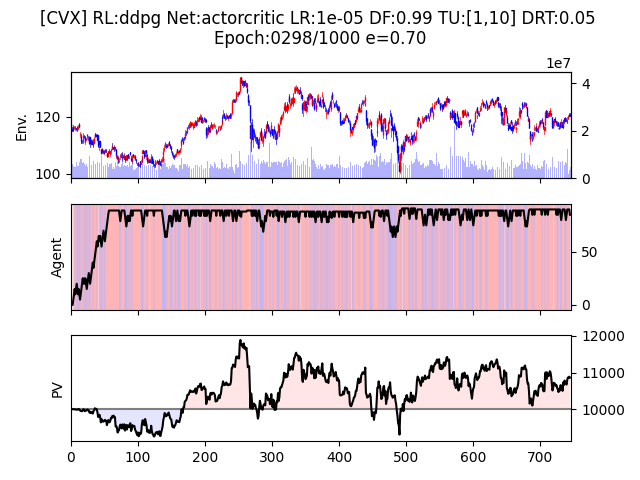 [CVX] RL:ddpg Net:actorcritic LR:1e-05 DF:0.99 TU:[1,10] DRT:0.05
Epoch:0298/1000 e=0.70
1e7
Env.
120
100
4
2
0
Agent
50
0
PV
12000
11000
10000
0 100 200 300 400 500 600 700